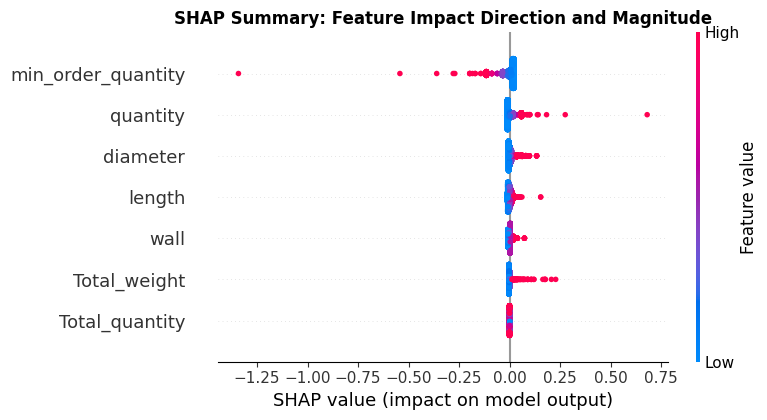 SHAP Summary: Feature Impact Direction and Magnitude
High
min_order_quantity
quantity
diameter
length
wall
Total_weight
Total_quantity
Feature value
Low
−1.25 −1.00 −0.75 −0.50 −0.25 0.00 0.25 0.50 0.75
SHAP value (impact on model output)